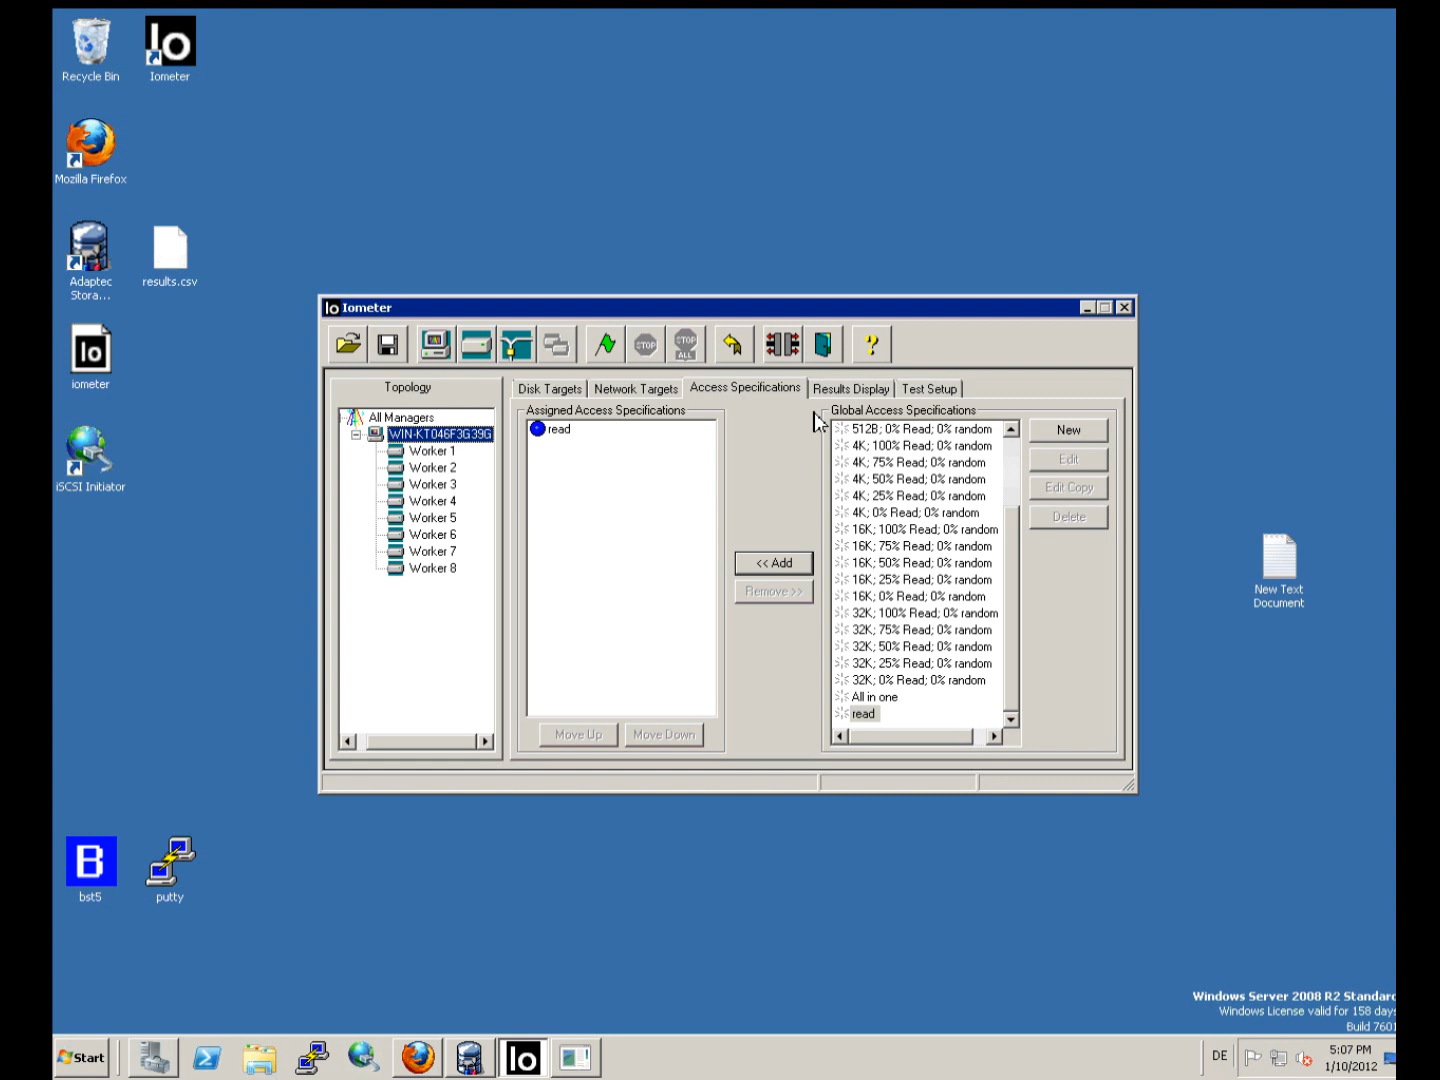 Recycle Bin
Iometer
Mozilla Firefox
Adaptec
Stora...
results.csv
iometer
iSCSI Initiator
bst5
putty
New Text
Document
Iometer
STOP
STOP
ALL
Topology
All Managers
WIN-KT046F3G39G
Worker 1
Worker 2
Worker 3
Worker 4
Worker 5
Worker 6
Worker 7
Worker 8
Disk Targets
Network Targets
Access Specifications
Results Display
Test Setup
Assigned Access Specifications
read
Move Up
Move Down
<< Add
Remove >>
Global Access Specifications
512B; 0% Read; 0% random
4K; 100% Read; 0% random
4K; 75% Read; 0% random
4K; 50% Read; 0% random
4K; 25% Read; 0% random
4K; 0% Read; 0% random
16K; 100% Read; 0% random
16K; 75% Read; 0% random
16K; 50% Read; 0% random
16K; 25% Read; 0% random
16K; 0% Read; 0% random
32K; 100% Read; 0% random
32K; 75% Read; 0% random
32K; 50% Read; 0% random
32K; 25% Read; 0% random
32K; 0% Read; 0% random
All in one
read
New
Edit
Edit Copy
Delete
Windows Server 2008 R2 Standard
Windows License valid for 158 days
Build 7601
Start
DE
5:07 PM
1/10/2012